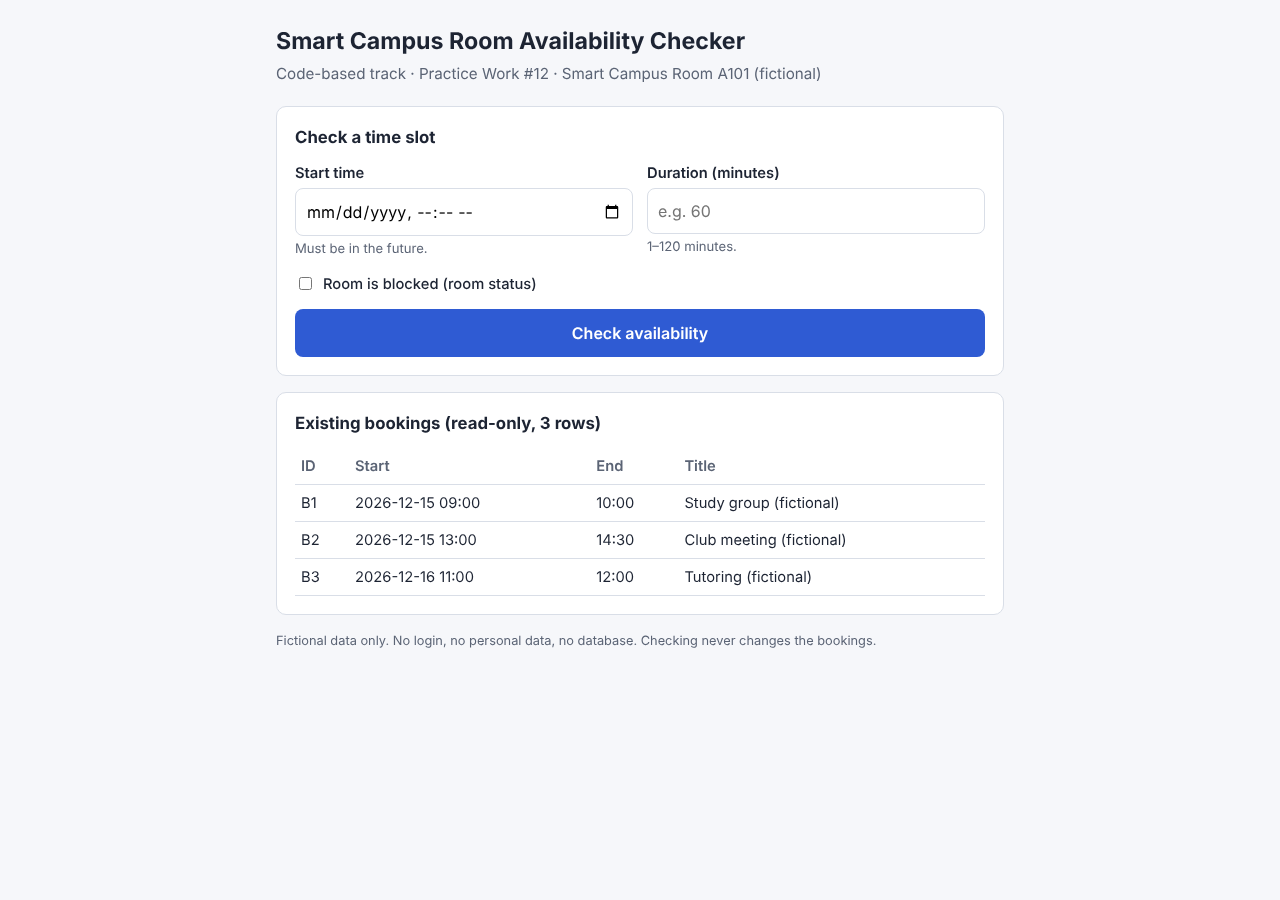 Smart Campus Room Availability Checker
Code-based track · Practice Work #12 · Smart Campus Room A101 (fictional)
Check a time slot
Start time
Duration (minutes)
mm/dd/yyyy, --:-- --
e.g. 60
Must be in the future.
1–120 minutes.
Room is blocked (room status)
Check availability
Existing bookings (read-only, 3 rows)
ID Start End Title
B1 2026-12-15 09:00 10:00 Study group (fictional)
B2 2026-12-15 13:00 14:30 Club meeting (fictional)
B3 2026-12-16 11:00 12:00 Tutoring (fictional)
Fictional data only. No login, no personal data, no database. Checking never changes the bookings.